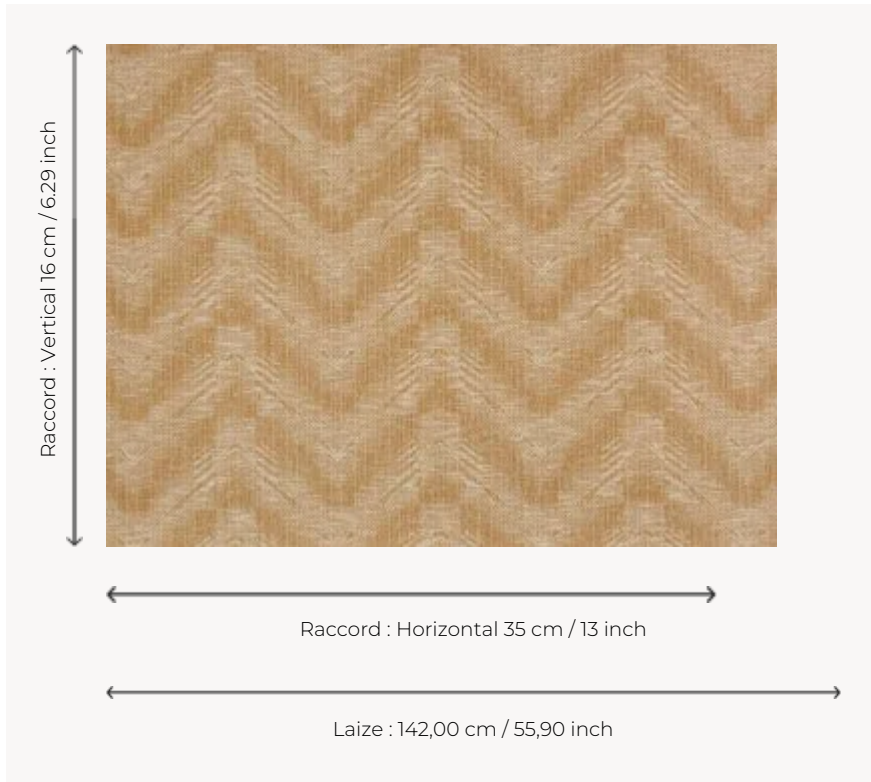 Raccord : Vertical 16 cm / 6.29 inch
Raccord : Horizontal 35 cm / 13 inch
Laize : 142,00 cm / 55,90 inch